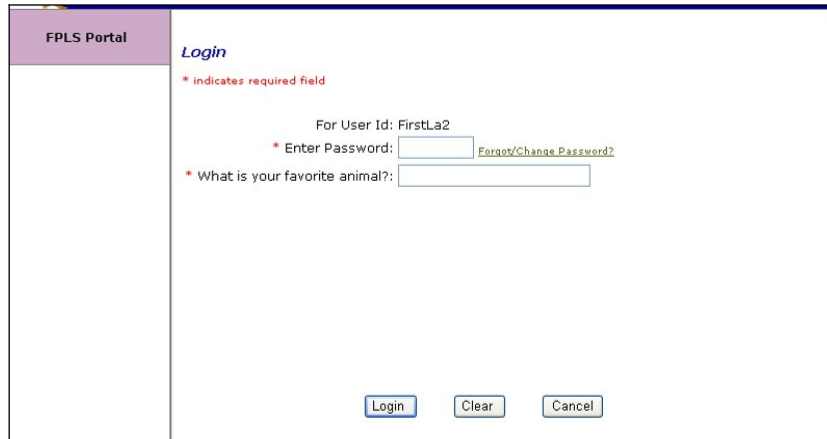 FPLS Portal
Login
* indicates required field
For User Id: FirstLa2
* Enter Password: Forgot/Change Password?
* What is your favorite animal?:
Login Clear Cancel